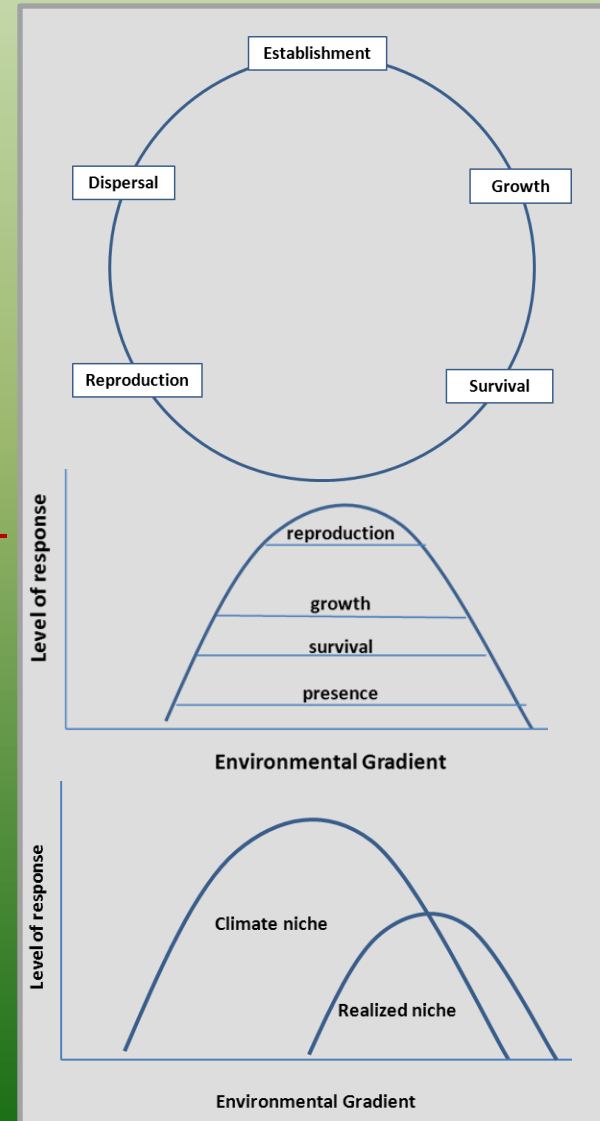 Establishment
Dispersal
Growth
Reproduction
Survival
Level of response
reproduction
growth
survival
presence
Environmental Gradient
Level of response
Climate niche
Realized niche
Environmental Gradient